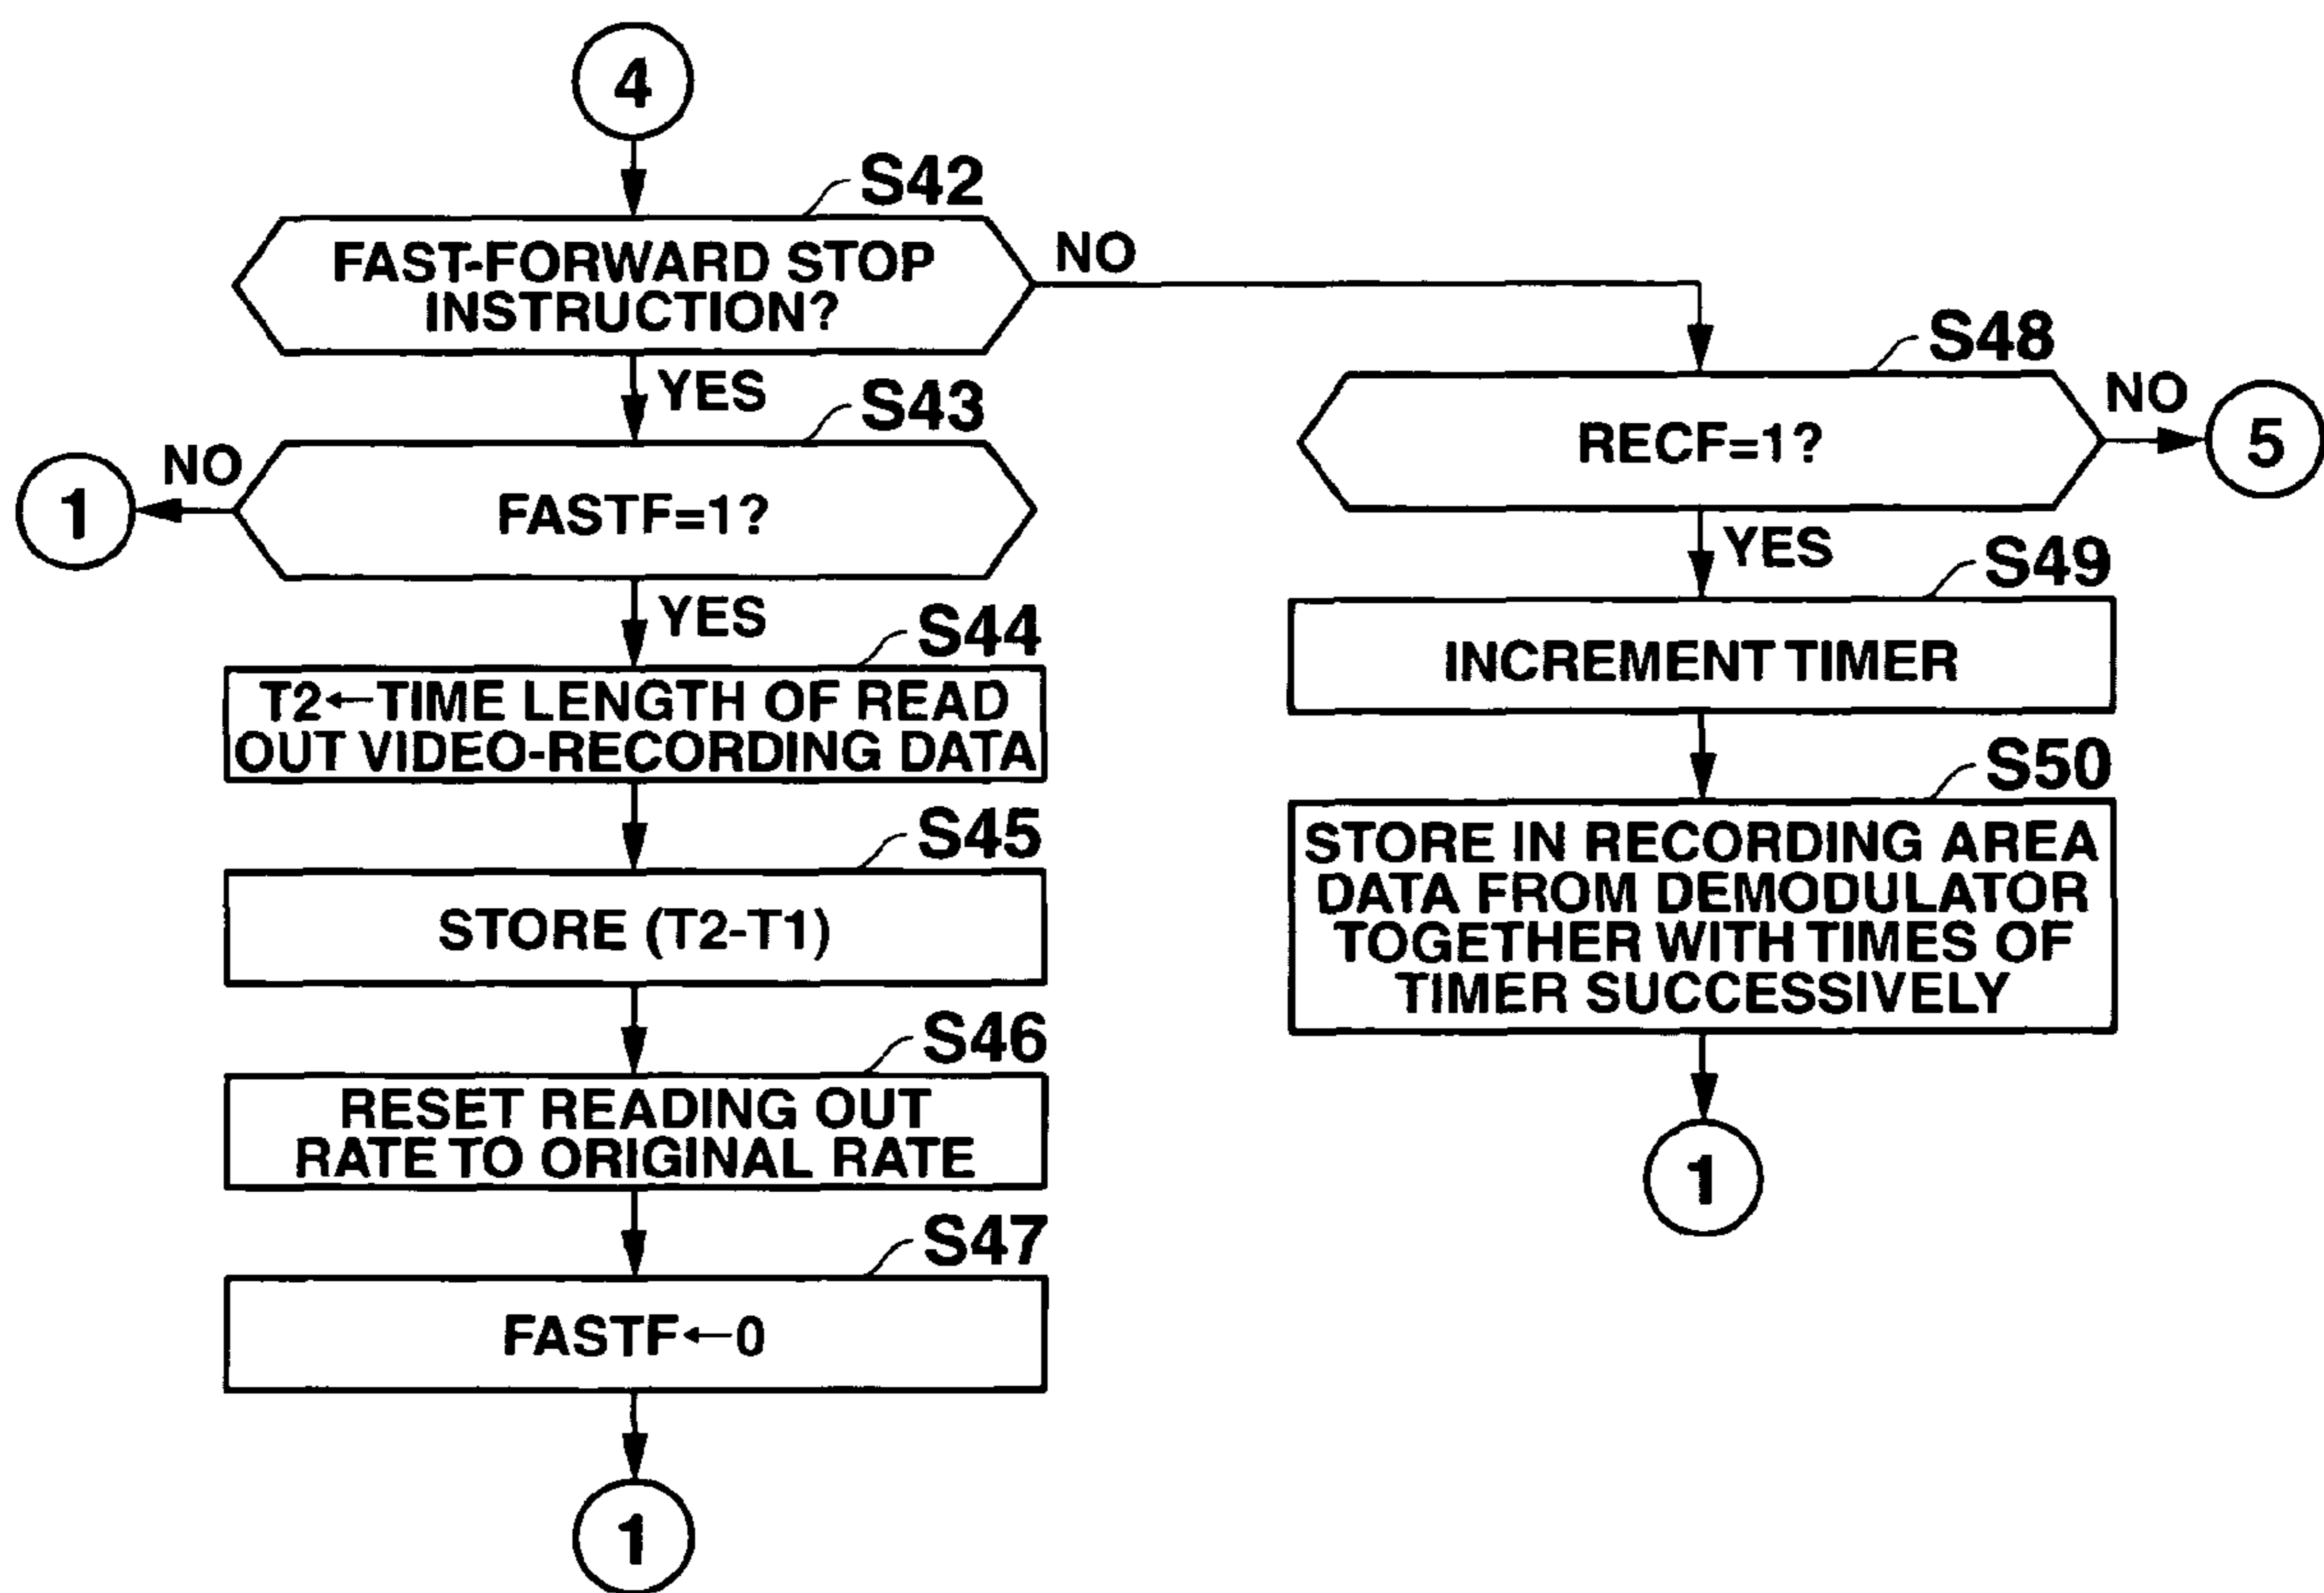 4
S42
FAST-FORWARD STOP
INSTRUCTION?
NO
YES
S43
FASTF=1?
NO
1
YES
S44
T2←TIME LENGTH OF READ
OUT VIDEO-RECORDING DATA
S45
STORE (T2-T1)
S46
RESET READING OUT
RATE TO ORIGINAL RATE
S47
FASTF←0
1
S48
RECF=1?
NO
5
YES
S49
INCREMENT TIMER
S50
STORE IN RECORDING AREA
DATA FROM DEMODULATOR
TOGETHER WITH TIMES OF
TIMER SUCCESSIVELY
1